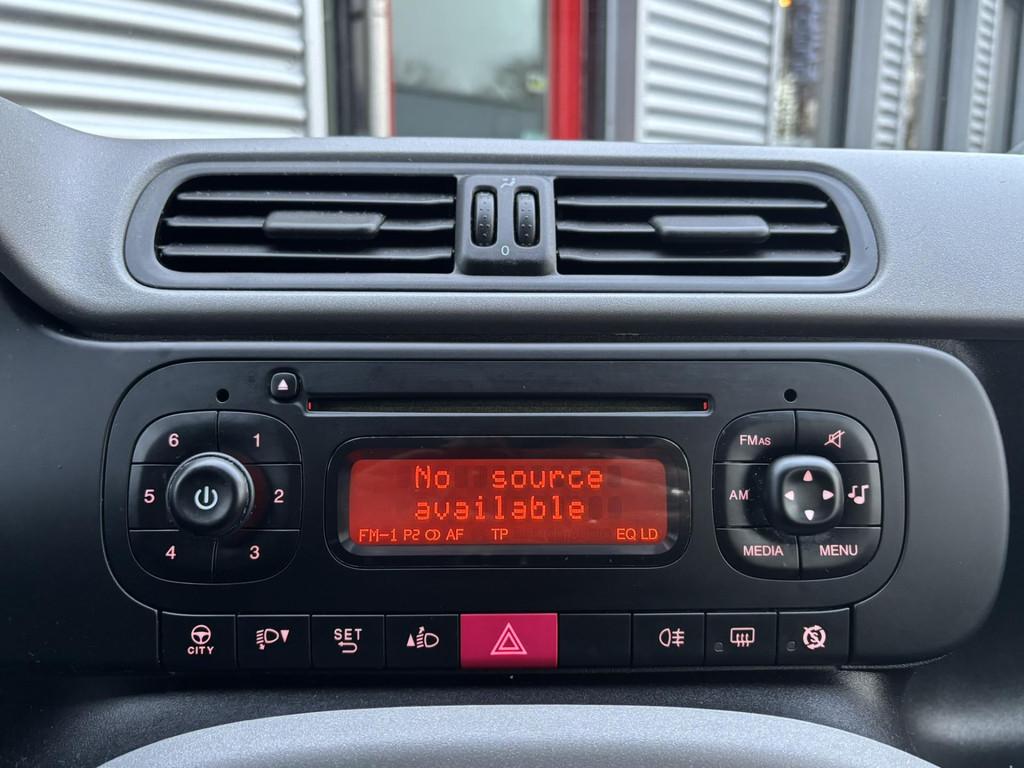 0
6 1
5 2
4 3
No source
available
FM-1 P2 AF TP EQ LD
FMAS
AM
MEDIA MENU
CITY
SET